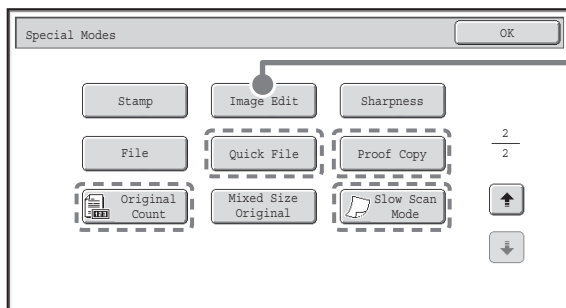 Special Modes
OK
Stamp
Image Edit
Sharpness
File
Quick File
Proof Copy
2
2
Original
Count
123
Mixed Size
Original
Slow Scan
Mode